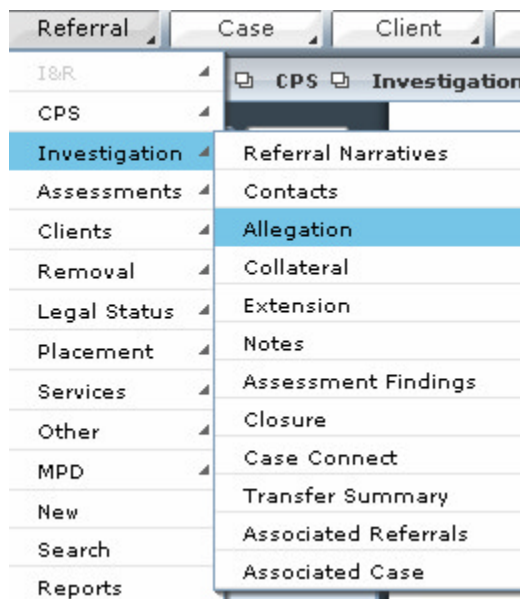 Referral Case Client
I&R
CPS Investigation
CPS
Investigation
Assessments
Clients
Removal
Legal Status
Placement
Services
Other
MPD
New
Search
Reports
Referral Narratives
Contacts
Allegation
Collateral
Extension
Notes
Assessment Findings
Closure
Case Connect
Transfer Summary
Associated Referrals
Associated Case